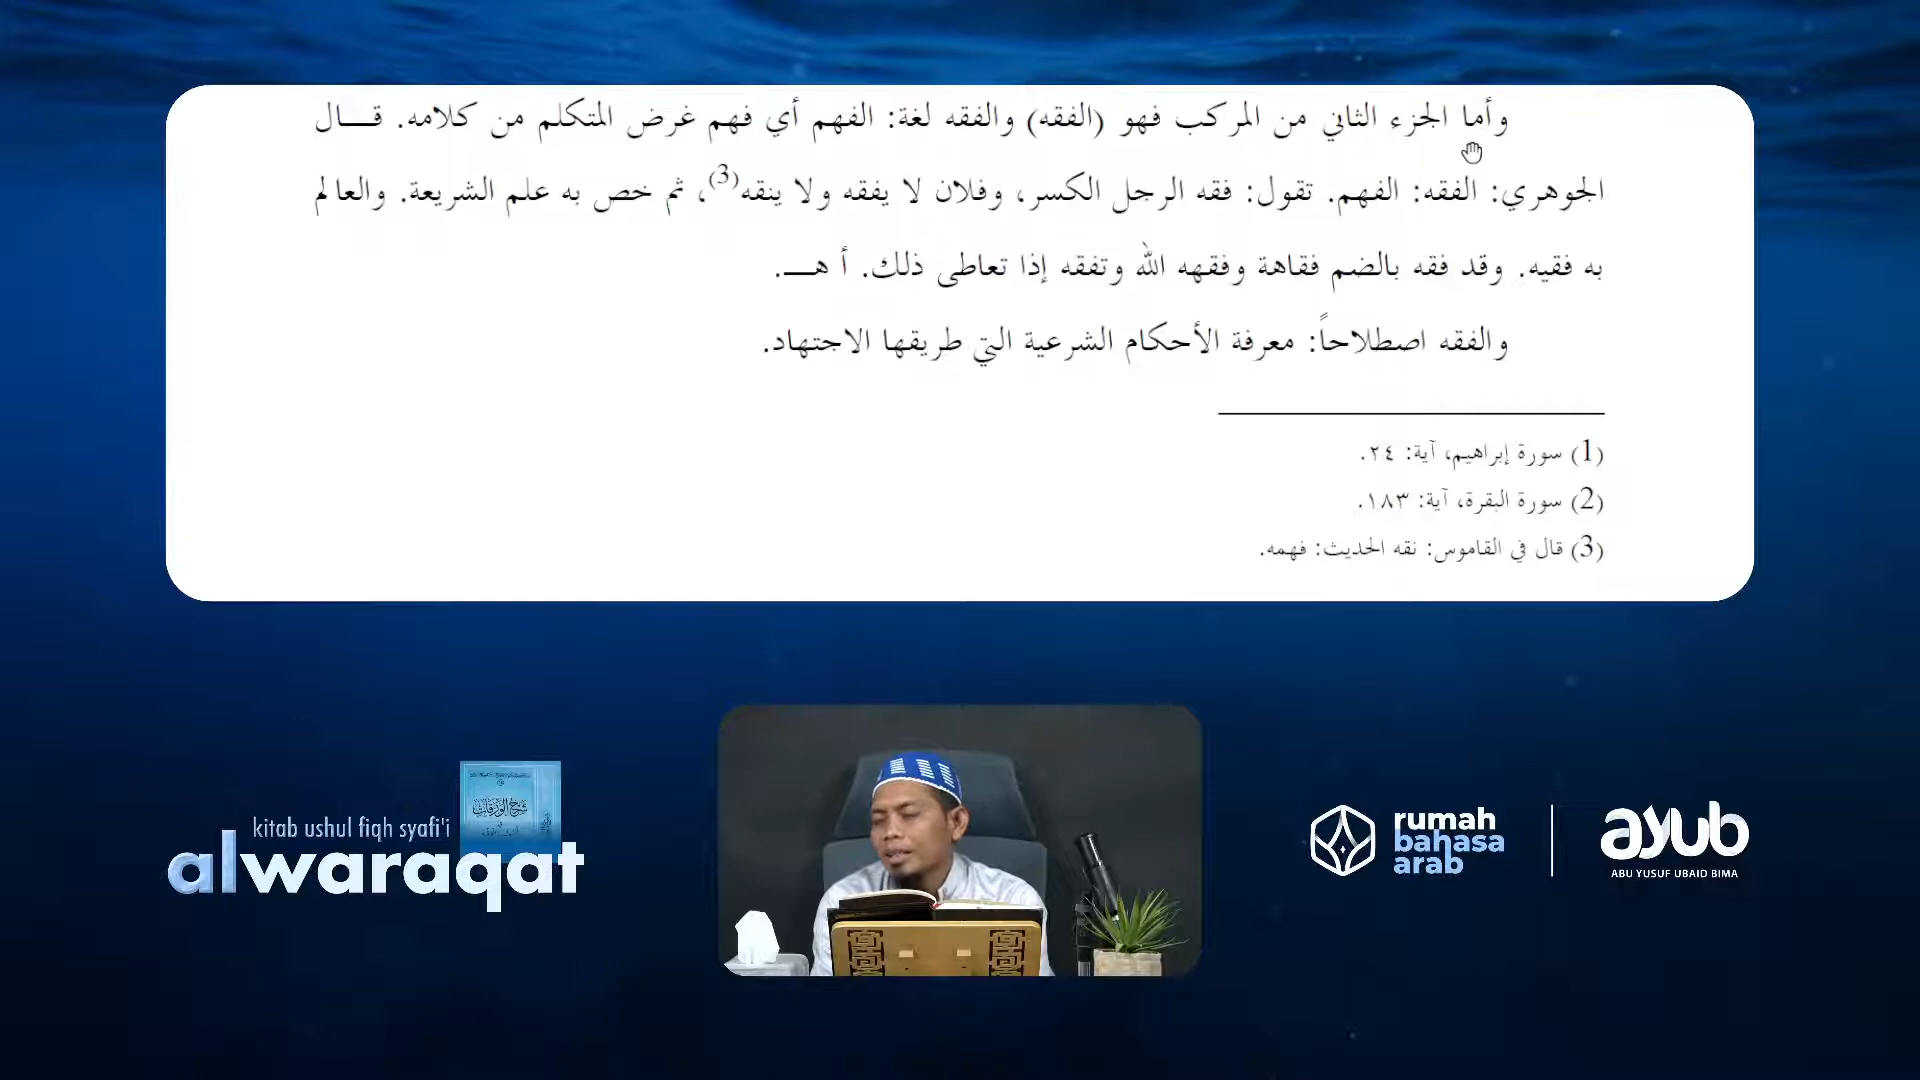 وأما الجزء الثاني من المركب فهو (الفقه) والفقه لغة: الفهم أي فهم غرض المتكلم من كلامه. قـــال
الجوهري: الفقه: الفهم. تقول: فقه الرجل الكسر، وفلان لا يفقه ولا ينقه(3)، ثم خص به علم الشريعة. والعالم
به فقيه. وقد فقه بالضم فقاهة وفقهه الله وتفقه إذا تعاطى ذلك. أ هـــ.
والفقه اصطلاحاً: معرفة الأحكام الشرعية التي طريقها الاجتهاد.
(1) سورة إبراهيم، آية: ٢٤.
(2) سورة البقرة، آية: ١٨٣.
(3) قال في القاموس: نقه الحديث: فهمه.
kitab ushul fiqh syafi'i
alwaraqat
شرح الورقات
rumah
bahasa
arab
ayub
ABU YUSUF UBAID BIMA